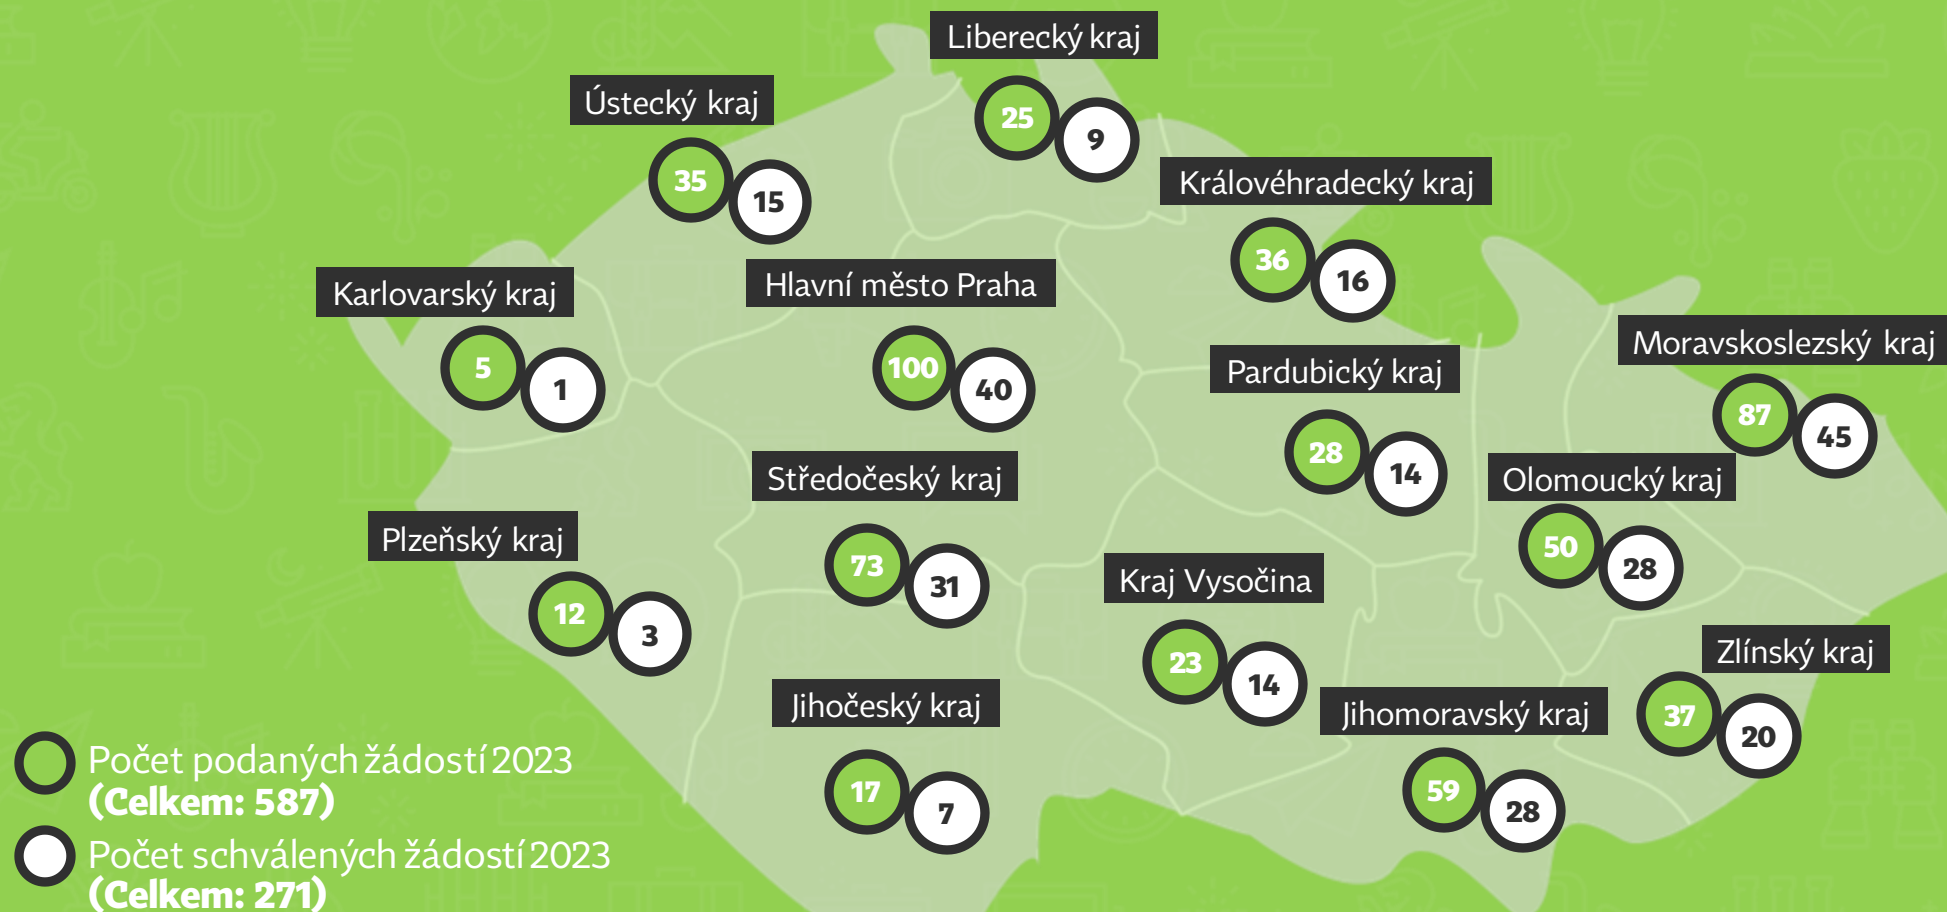 Liberecký kraj
25
9
Ústecký kraj
35
15
Královéhradecký kraj
36
16
Karlovarský kraj
5
1
Hlavní město Praha
100
40
Moravskoslezský kraj
87
45
Pardubický kraj
28
14
Středočeský kraj
73
31
Olomoucký kraj
50
28
Plzeňský kraj
12
3
Kraj Vysočina
23
14
Zlínský kraj
37
20
Jihočeský kraj
17
7
Jihomoravský kraj
59
28
Počet podaných žádostí 2023
(Celkem: 587)
Počet schválených žádostí 2023
(Celkem: 271)